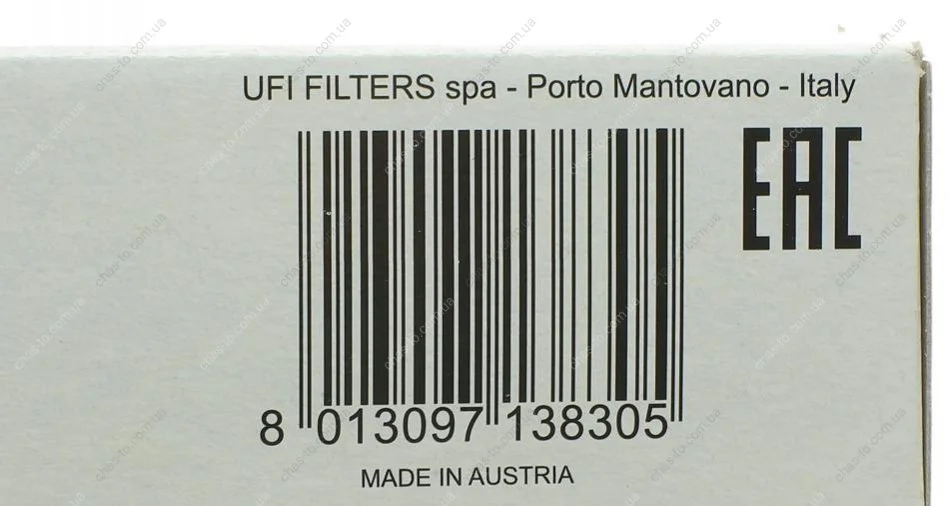 UFI FILTERS spa - Porto Mantovano - Italy
EAC
8 013097 138305
MADE IN AUSTRIA